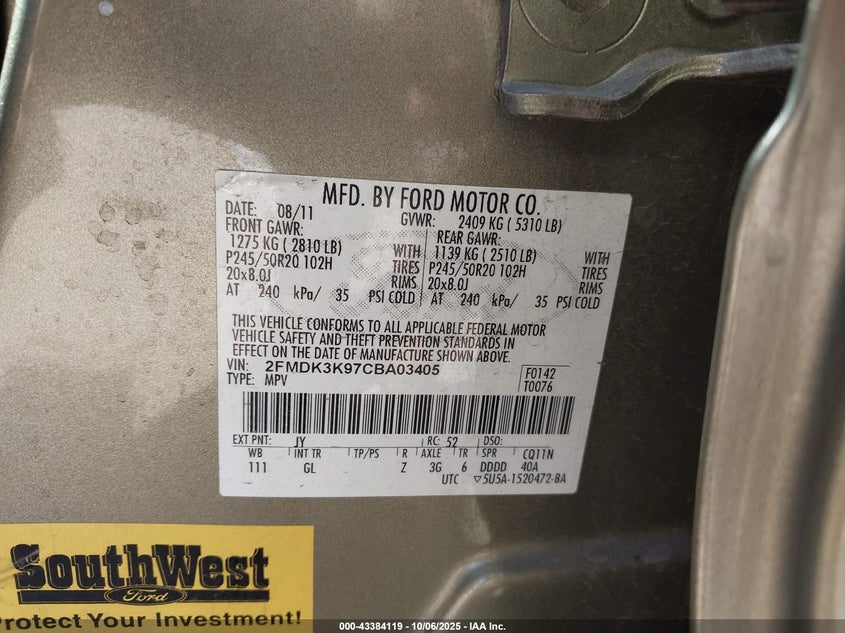 MFD. BY FORD MOTOR CO.
DATE: 08/11 GVWR: 2409 KG ( 5310 LB)
FRONT GAWR: REAR GAWR:
1275 KG ( 2810 LB) WITH 1139 KG ( 2510 LB) WITH
P245/50R20 102H TIRES P245/50R20 102H TIRES
20x8.0J RIMS 20x8.0J RIMS
AT 240 kPa/ 35 PSI COLD AT 240 kPa/ 35 PSI COLD
THIS VEHICLE CONFORMS TO ALL APPLICABLE FEDERAL MOTOR
VEHICLE SAFETY AND THEFT PREVENTION STANDARDS IN
EFFECT ON THE DATE OF MANUFACTURE SHOWN ABOVE.
VIN: 2FMDK3K97CBA03405 F0142
TYPE: MPV T0076
EXT PNT: JY RC: 52 DSO:
WB INT TR TP/PS R AXLE TR SPR CQ11N
111 GL Z 3G 6 DDDD 40A
UTC ▽5U5A-1520472-BA
SouthWest
Ford
Protect Your Investment!
000-43384119 - 10/06/2025 - IAA Inc.